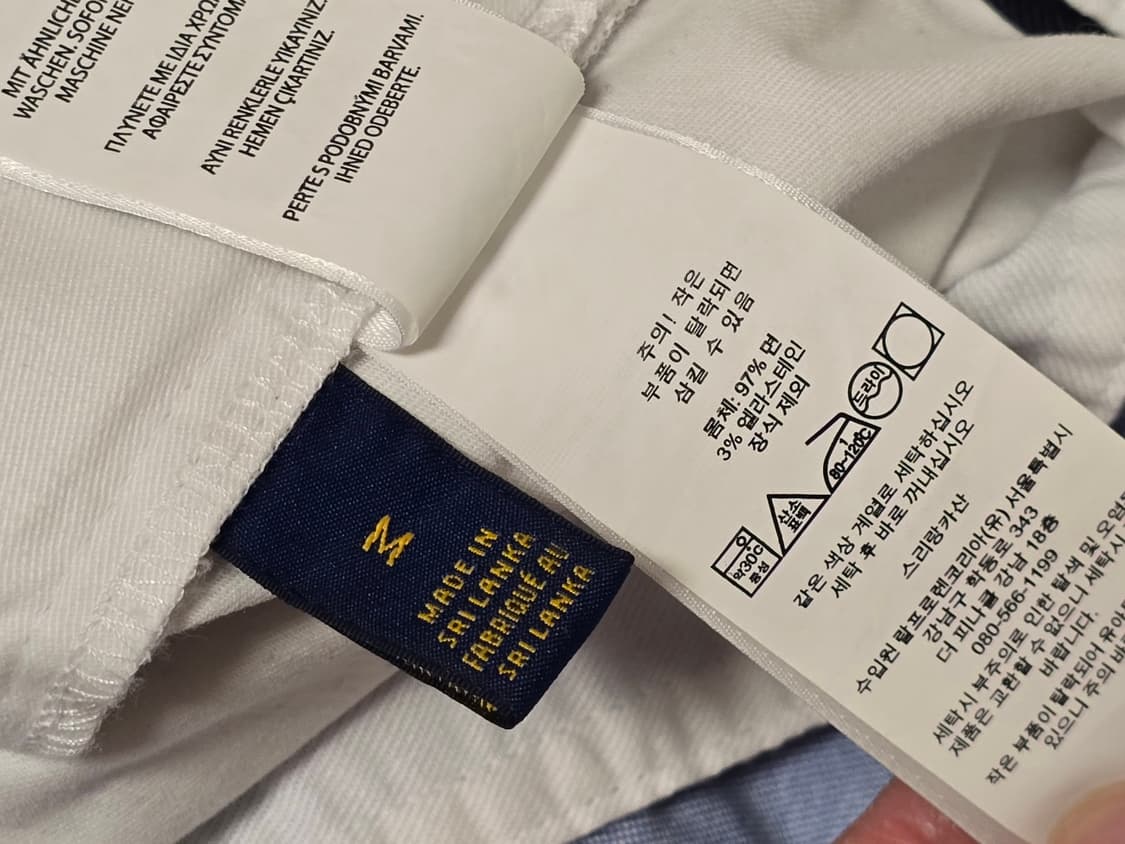 MIT ÄHNLICH
WASCHEN. SOFO
MASCHINE NE
ΠΛΥΝΕΤΕ ΜΕ ΙΔΙΑ ΧΡΩ
ΑΦΑΙΡΕΣΤΕ ΣΥΝΤΟΜ
AYNI RENKLERLE YIKAYINIZ.
HEMEN ÇIKARTINIZ.
PERTE S PODOBNÝMI BARVAMI.
IHNED ODEBERTE.
M
MADE IN
SRI LANKA
FABRIQUÉ AU
SRI LANKA
주의! 작은
부품이 탈락되면
삼킬 수 있음
몸체: 97% 면
3% 엘라스테인
장식 제외
약30℃
중성
산소
표백
1
80~120℃
드라이
같은 색상 계열로 세탁하십시오
세탁 후 바로 꺼내십시오
스리랑카산
수입원 랄프로렌코리아(유) 서울특별시
강남구 학동로 343
더 피나클 강남 18층
080-566-1199
세탁시 부주의로 인한 탈색 및 오염된
제품은 교환할 수 없으니 세탁시
바랍니다.
작은 부품이 탈락되어 유아
있으니 주의 바